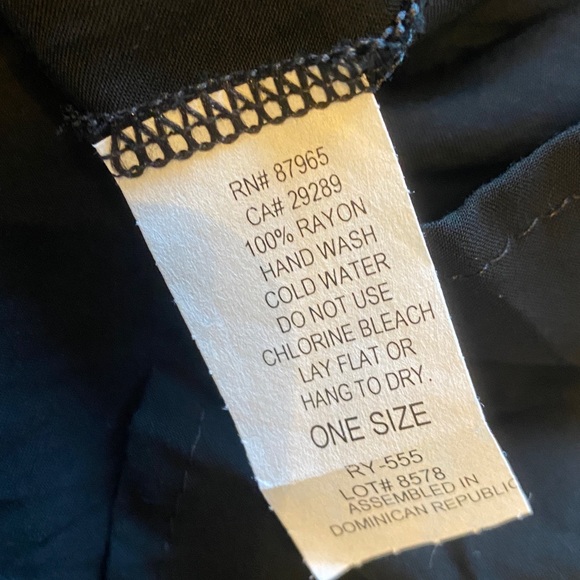 RN# 87965
CA# 29289
100% RAYON
HAND WASH
COLD WATER
DO NOT USE
CHLORINE BLEACH
LAY FLAT OR
HANG TO DRY.
ONE SIZE
RY-555
LOT# 8578
ASSEMBLED IN
DOMINICAN REPUBLIC